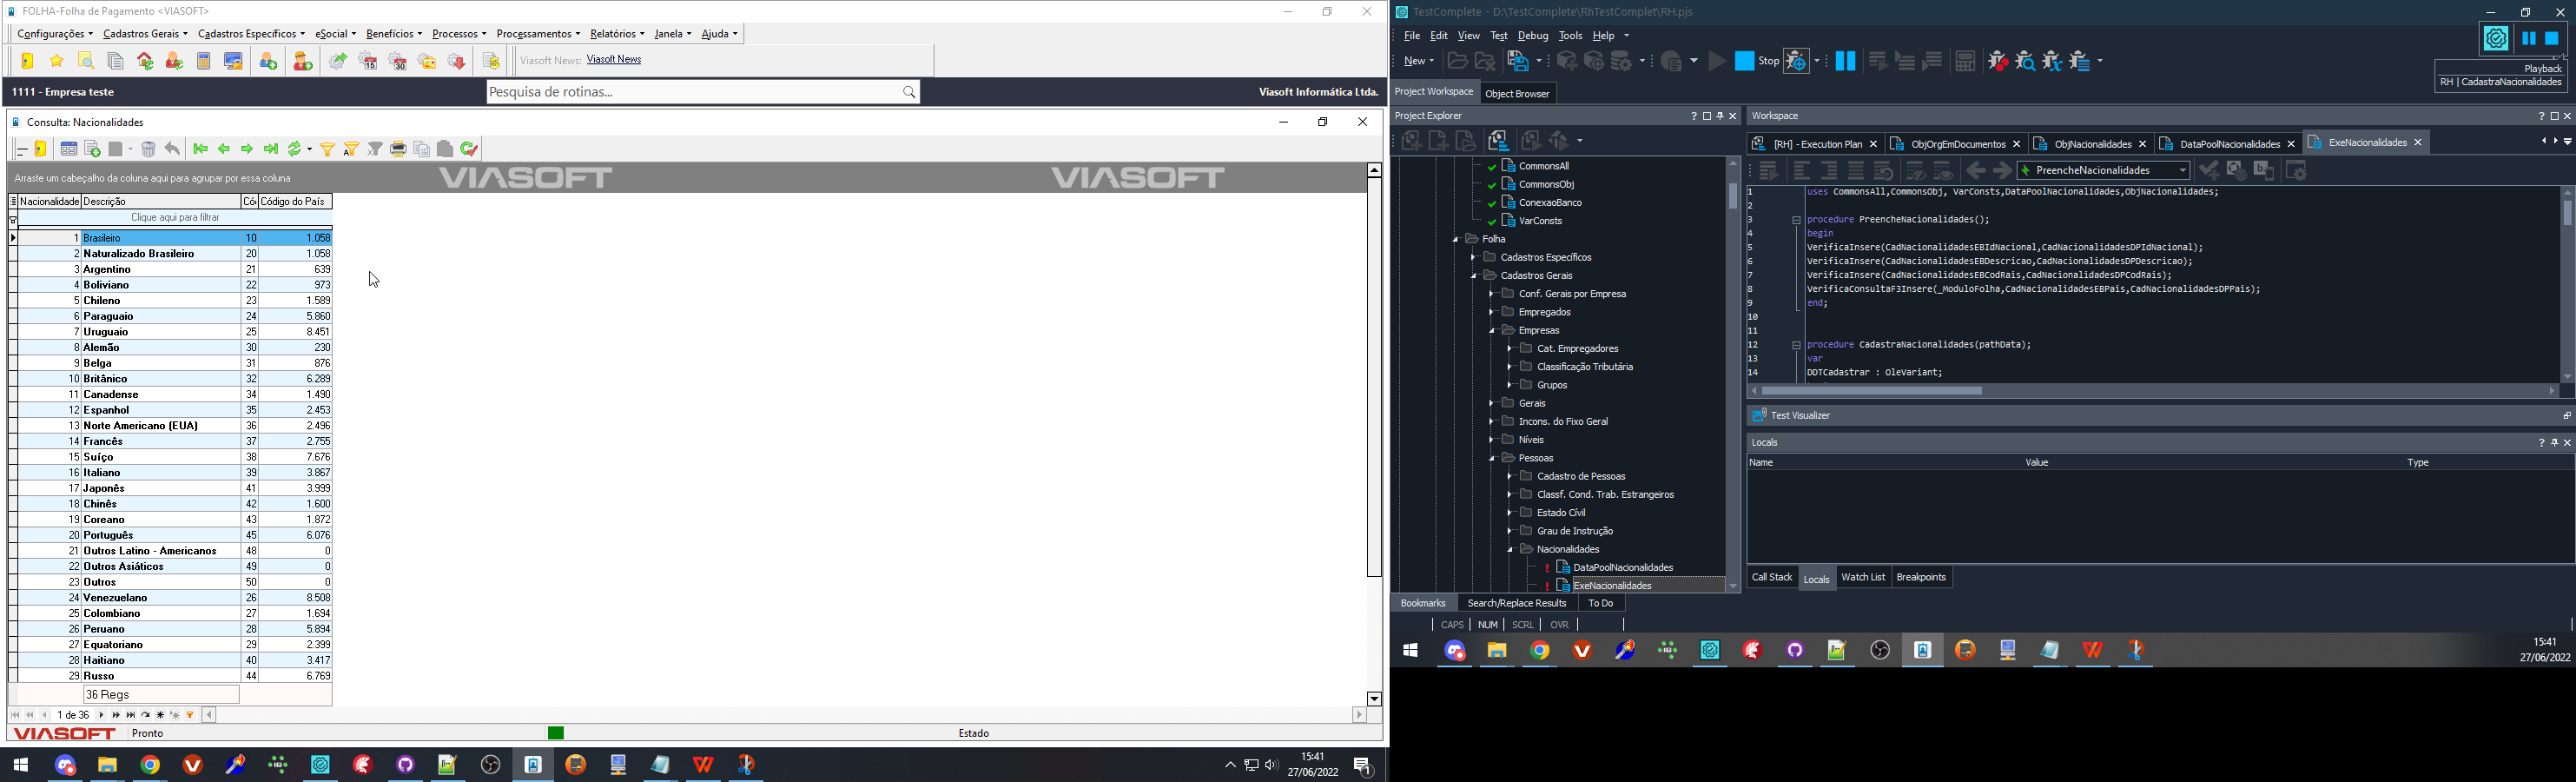 FOLHA-Folha de Pagamento <VIASOFT>
Configurações Cadastros Gerais Cadastros Específicos eSocial Benefícios Processos Processamentos Relatórios Janela Ajuda
Viasoft News: Viasoft News
1111 - Empresa teste
Pesquisa de rotinas...
Viasoft Informática Ltda.
Consulta: Nacionalidades
Arraste um cabeçalho da coluna aqui para agrupar por essa coluna
VIASOFT VIASOFT
Nacionalidade Descrição Cód Código do País
Clique aqui para filtrar
1 Brasileiro 10 1.058
2 Naturalizado Brasileiro 20 1.058
3 Argentino 21 639
4 Boliviano 22 973
5 Chileno 23 1.589
6 Paraguaio 24 5.860
7 Uruguaio 25 8.451
8 Alemão 30 230
9 Belga 31 876
10 Britânico 32 6.289
11 Canadense 34 1.490
12 Espanhol 35 2.453
13 Norte Americano (EUA) 36 2.496
14 Francês 37 2.755
15 Suíço 38 7.676
16 Italiano 39 3.867
17 Japonês 41 3.999
18 Chinês 42 1.600
19 Coreano 43 1.872
20 Português 45 6.076
21 Outros Latino - Americanos 48 0
22 Outros Asiáticos 49 0
23 Outros 50 0
24 Venezuelano 26 8.508
25 Colombiano 27 1.694
26 Peruano 28 5.894
27 Equatoriano 29 2.399
28 Haitiano 40 3.417
29 Russo 44 6.769
36 Regs
1 de 36
VIASOFT Pronto Estado
15:41
27/06/2022
1
TestComplete - D:\TestComplete\RhTestComplet\RH.pjs
File Edit View Test Debug Tools Help
New Stop
Playback
RH | CadastraNacionalidades
Project Workspace Object Browser
Project Explorer
CommonsAll
CommonsObj
ConexaoBanco
VarConsts
Folha
Cadastros Específicos
Cadastros Gerais
Conf. Gerais por Empresa
Empregados
Empresas
Cat. Empregadores
Classificação Tributária
Grupos
Gerais
Incons. do Fixo Geral
Níveis
Pessoas
Cadastro de Pessoas
Classf. Cond. Trab. Estrangeiros
Estado Civil
Grau de Instrução
Nacionalidades
DataPoolNacionalidades
ExeNacionalidades
Workspace
[RH] - Execution Plan ObjOrgEmDocumentos ObjNacionalidades DataPoolNacionalidades ExeNacionalidades
PreencheNacionalidades
1 uses CommonsAll,CommonsObj, VarConsts,DataPoolNacionalidades,ObjNacionalidades;
2
3 procedure PreencheNacionalidades();
4 begin
5 VerificaInsere(CadNacionalidadesEBIdNacional,CadNacionalidadesDPIdNacional);
6 VerificaInsere(CadNacionalidadesEBDescricao,CadNacionalidadesDPDescricao);
7 VerificaInsere(CadNacionalidadesEBCodRais,CadNacionalidadesDPCodRais);
8 VerificaConsultaF3Insere(_ModuloFolha,CadNacionalidadesEBPais,CadNacionalidadesDPPais);
9 end;
10
11
12 procedure CadastraNacionalidades(pathData);
13 var
14 DDTCadastrar : OleVariant;
Test Visualizer
Locals
Name Value Type
Call Stack Locals Watch List Breakpoints
Bookmarks Search/Replace Results To Do
CAPS NUM SCRL OVR
15:41
27/06/2022